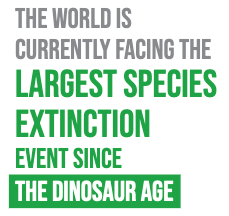 THE WORLD IS
CURRENTLY FACING THE
LARGEST SPECIES
EXTINCTION
EVENT SINCE
THE DINOSAUR AGE